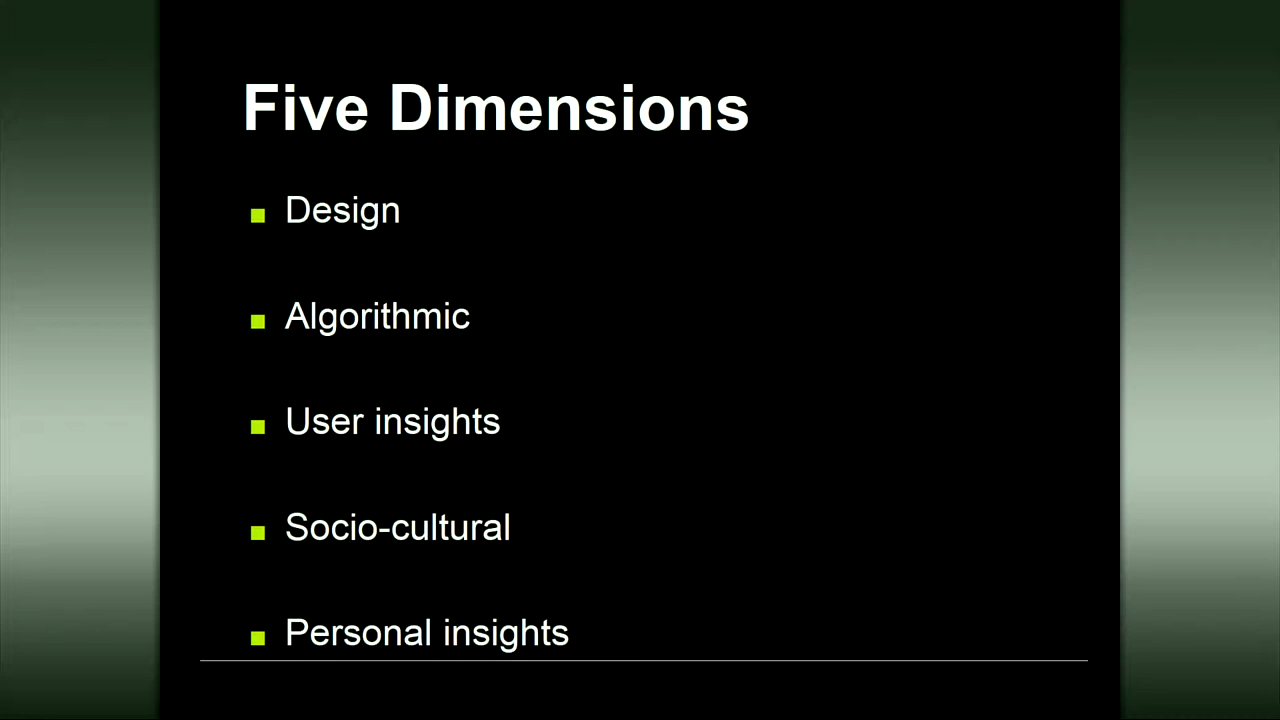 Five Dimensions
Design
Algorithmic
User insights
Socio-cultural
Personal insights